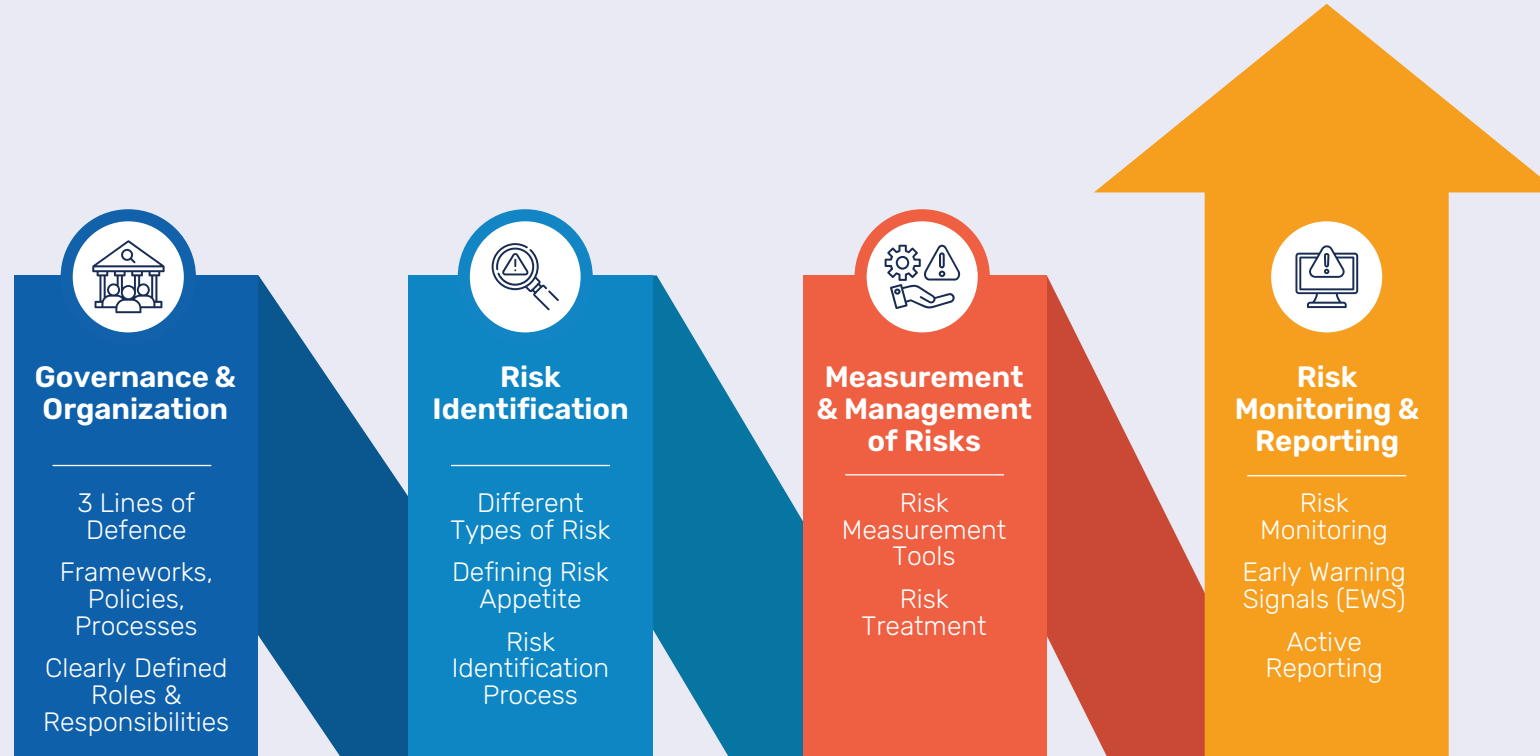 Governance &
Organization
3 Lines of
Defence
Frameworks,
Policies,
Processes
Clearly Defined
Roles &
Responsibilities
Risk
Identification
Different
Types of Risk
Defining Risk
Appetite
Risk
Identification
Process
Measurement
& Management
of Risks
Risk
Measurement
Tools
Risk
Treatment
Risk
Monitoring &
Reporting
Risk
Monitoring
Early Warning
Signals (EWS)
Active
Reporting